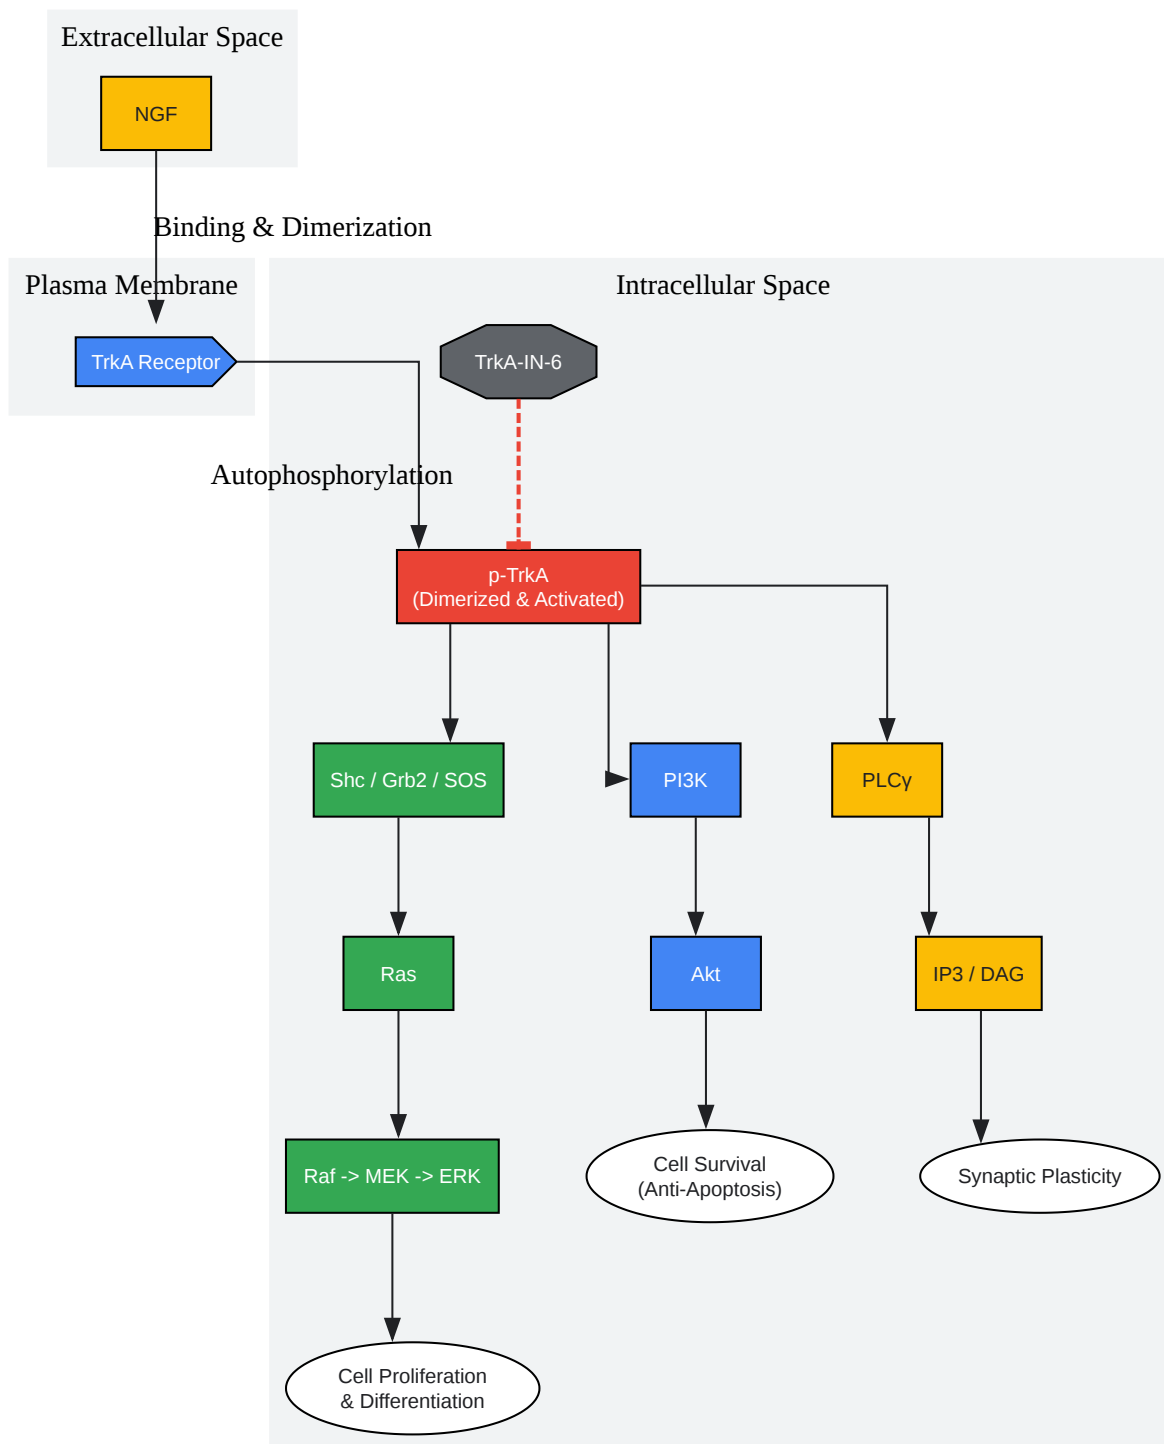 Extracellular Space
NGF
Binding & Dimerization
Plasma Membrane
Intracellular Space
TrkA Receptor
TrkA-IN-6
Autophosphorylation
p-TrkA
(Dimerized & Activated)
Shc / Grb2 / SOS
PI3K
PLCγ
Ras
Akt
IP3 / DAG
Raf -> MEK -> ERK
Cell Survival
(Anti-Apoptosis)
Synaptic Plasticity
Cell Proliferation
& Differentiation